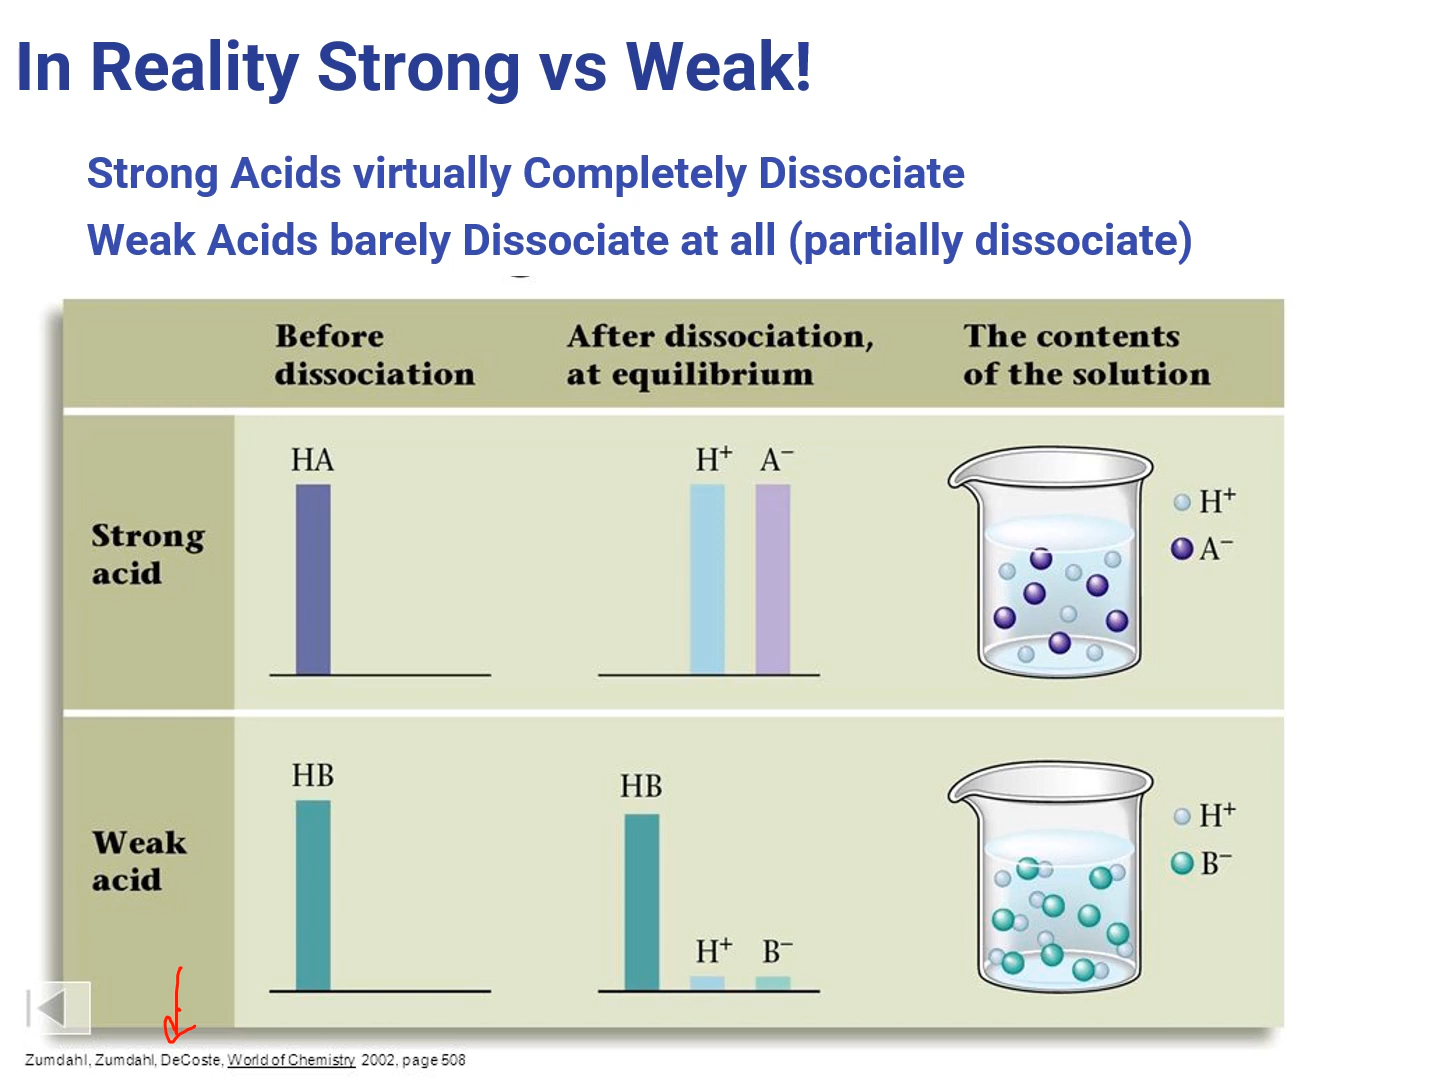 In Reality Strong vs Weak!
Strong Acids virtually Completely Dissociate
Weak Acids barely Dissociate at all (partially dissociate)
Before dissociation
After dissociation, at equilibrium
The contents of the solution
Strong acid
HA
H⁺ A⁻
H⁺
A⁻
Weak acid
HB
HB
H⁺ B⁻
H⁺
B⁻
Zumdahl, Zumdahl, DeCoste, World of Chemistry 2002, page 508